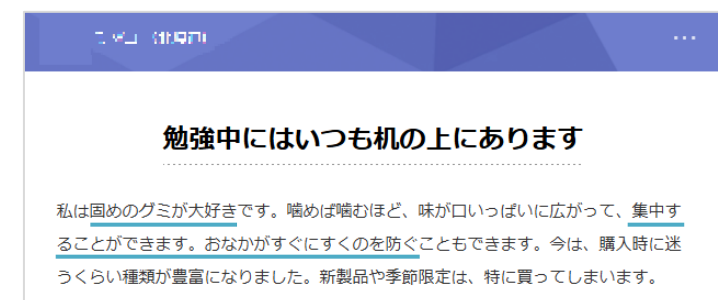 勉強中にはいつも机の上にあります
私は固めのグミが大好きです。噛めば噛むほど、味が口いっぱいに広がって、集中す
ることができます。おなかがすぐにすくのを防ぐこともできます。今は、購入時に迷
うくらい種類が豊富になりました。新製品や季節限定は、特に買ってしまいます。